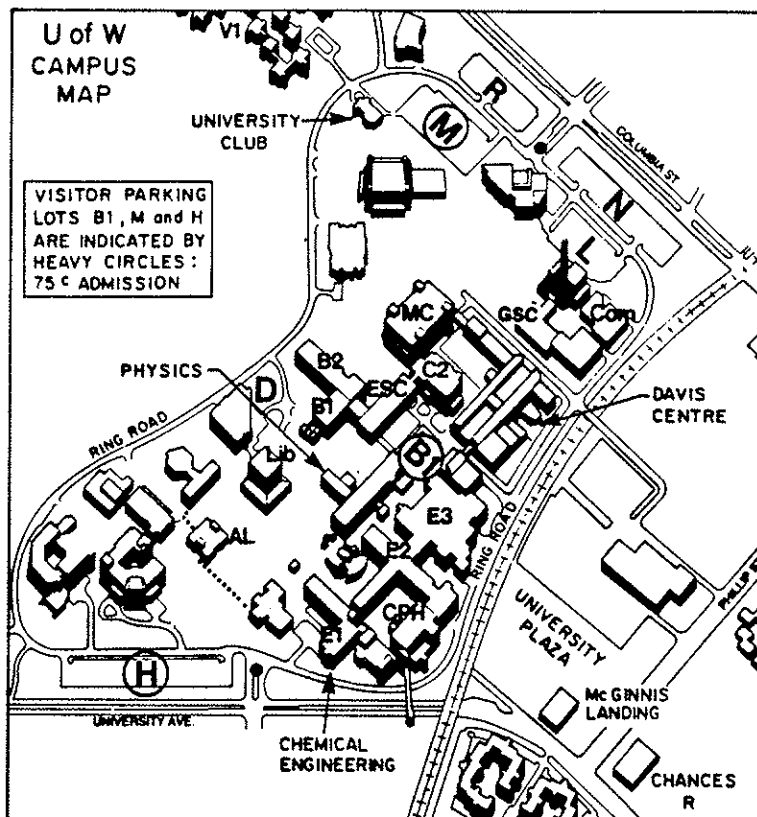 U of W
CAMPUS
MAP
V1
UNIVERSITY
CLUB
M
R
COLUMBIA ST.
N
L
VISITOR PARKING
LOTS B1, M and H
ARE INDICATED BY
HEAVY CIRCLES:
75¢ ADMISSION
MC
GSC
Com
PHYSICS
B2
ESC
C2
B1
D
DAVIS
CENTRE
RING ROAD
Lib
B1
AL
E3
E2
RING ROAD
CPH
E1
UNIVERSITY
PLAZA
H
UNIVERSITY AVE.
McGINNIS
LANDING
CHEMICAL
ENGINEERING
CHANCES
R